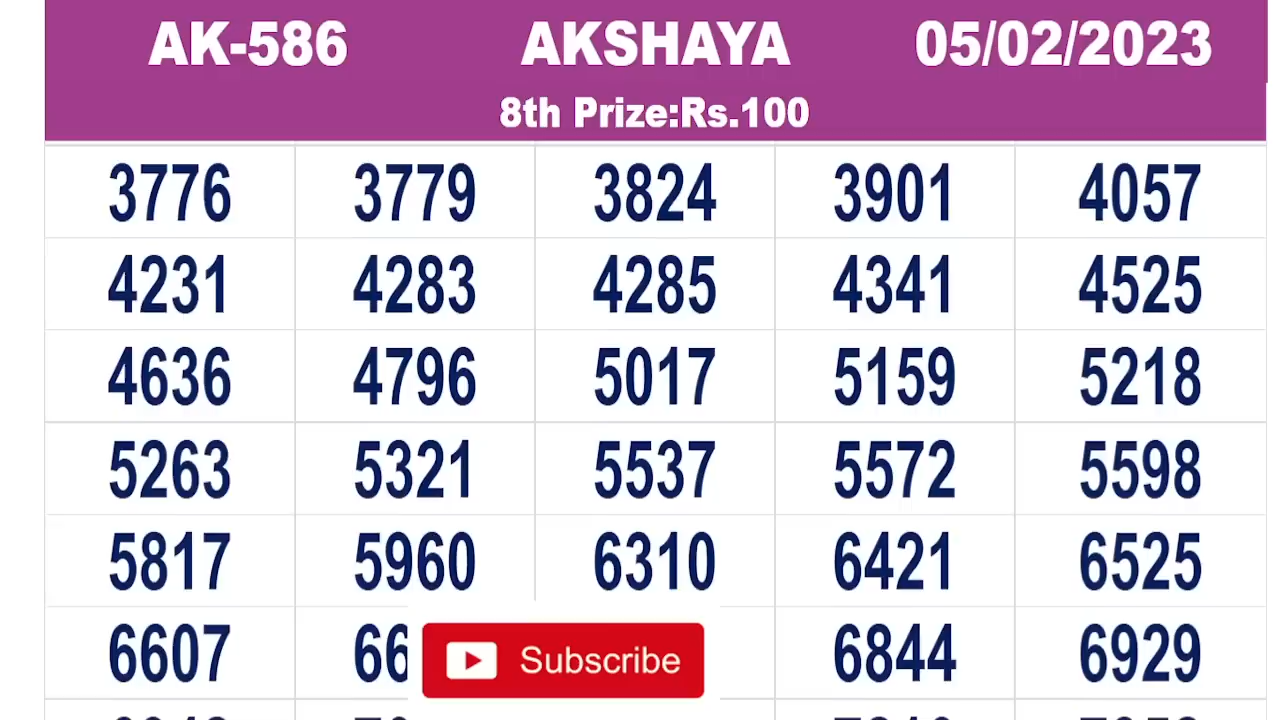 AK-586 AKSHAYA 05/02/2023
8th Prize:Rs.100
3776 3779 3824 3901 4057
4231 4283 4285 4341 4525
4636 4796 5017 5159 5218
5263 5321 5537 5572 5598
5817 5960 6310 6421 6525
6607 6844 6929
Subscribe